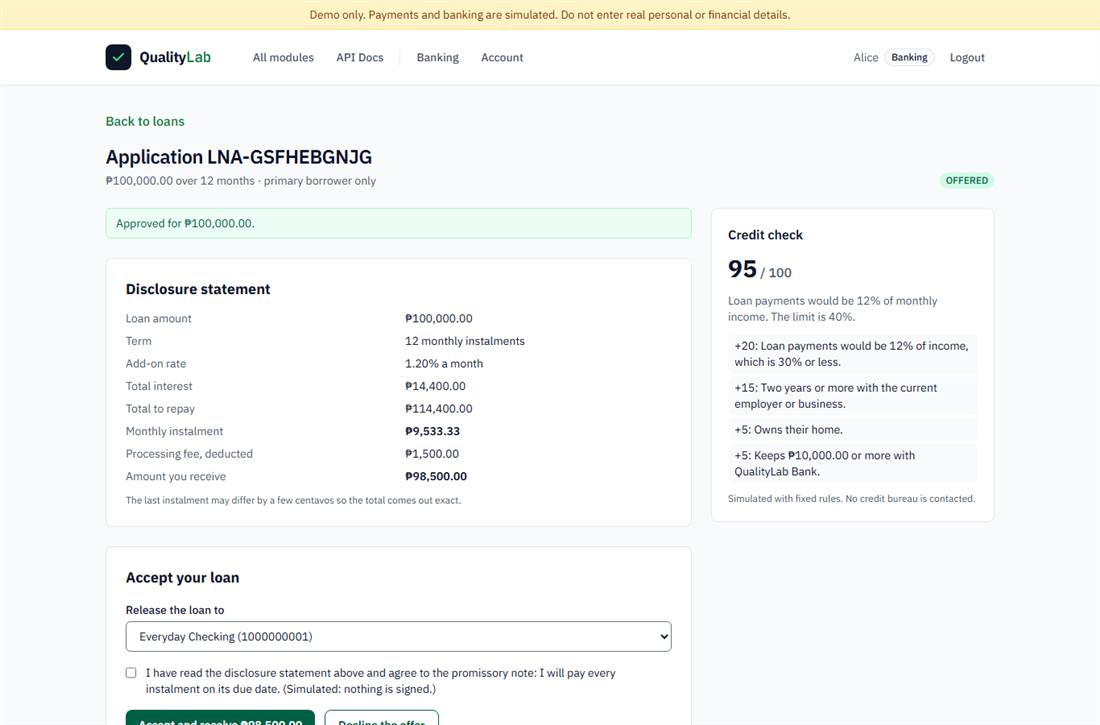 Demo only. Payments and banking are simulated. Do not enter real personal or financial details.
QualityLab
All modules
API Docs
Banking
Account
Alice
Banking
Logout
Back to loans
Application LNA-GSFHEBGNJG
₱100,000.00 over 12 months · primary borrower only
OFFERED
Approved for ₱100,000.00.
Disclosure statement
Loan amount ₱100,000.00
Term 12 monthly instalments
Add-on rate 1.20% a month
Total interest ₱14,400.00
Total to repay ₱114,400.00
Monthly instalment ₱9,533.33
Processing fee, deducted ₱1,500.00
Amount you receive ₱98,500.00
The last instalment may differ by a few centavos so the total comes out exact.
Credit check
95 / 100
Loan payments would be 12% of monthly
income. The limit is 40%.
+20: Loan payments would be 12% of income,
which is 30% or less.
+15: Two years or more with the current
employer or business.
+5: Owns their home.
+5: Keeps ₱10,000.00 or more with
QualityLab Bank.
Simulated with fixed rules. No credit bureau is contacted.
Accept your loan
Release the loan to
Everyday Checking (1000000001)
I have read the disclosure statement above and agree to the promissory note: I will pay every
instalment on its due date. (Simulated: nothing is signed.)
Accept and receive ₱98,500.00
Decline the offer